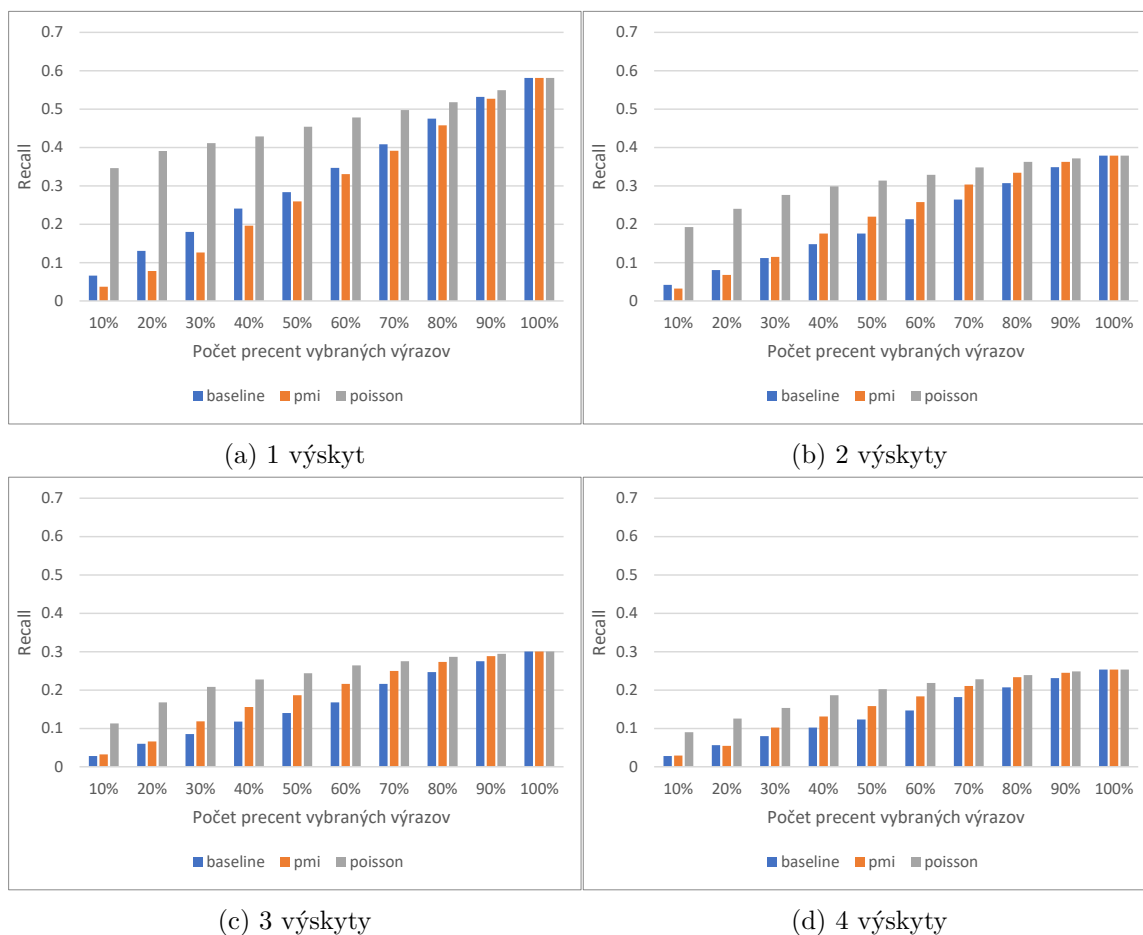 0.7
0.6
0.5
0.4
0.3
0.2
0.1
0
Recall
10% 20% 30% 40% 50% 60% 70% 80% 90% 100%
Počet precent vybraných výrazov
baseline pmi poisson
(a) 1 výskyt
0.7
0.6
0.5
0.4
0.3
0.2
0.1
0
Recall
10% 20% 30% 40% 50% 60% 70% 80% 90% 100%
Počet precent vybraných výrazov
baseline pmi poisson
(b) 2 výskyty
0.7
0.6
0.5
0.4
0.3
0.2
0.1
0
Recall
10% 20% 30% 40% 50% 60% 70% 80% 90% 100%
Počet precent vybraných výrazov
baseline pmi poisson
(c) 3 výskyty
0.7
0.6
0.5
0.4
0.3
0.2
0.1
0
Recall
10% 20% 30% 40% 50% 60% 70% 80% 90% 100%
Počet precent vybraných výrazov
baseline pmi poisson
(d) 4 výskyty